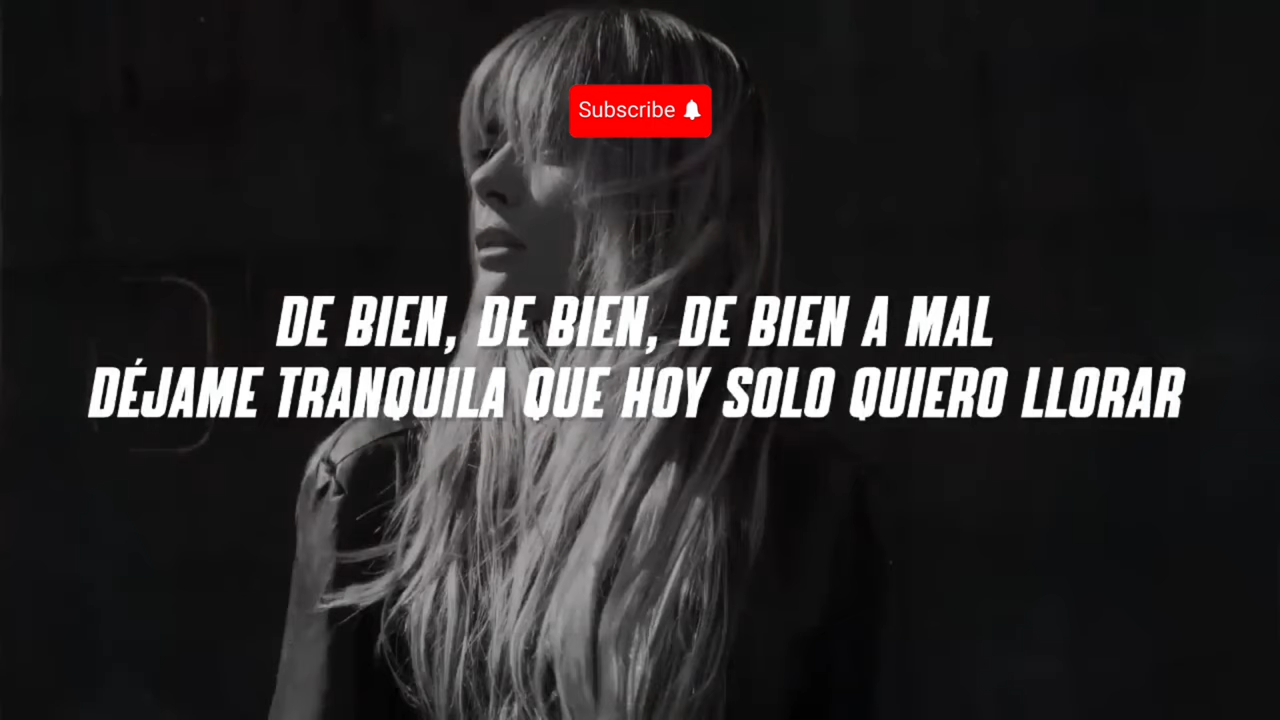 Subscribe
DE BIEN, DE BIEN, DE BIEN A MAL
DÉJAME TRANQUILA QUE HOY SOLO QUIERO LLORAR